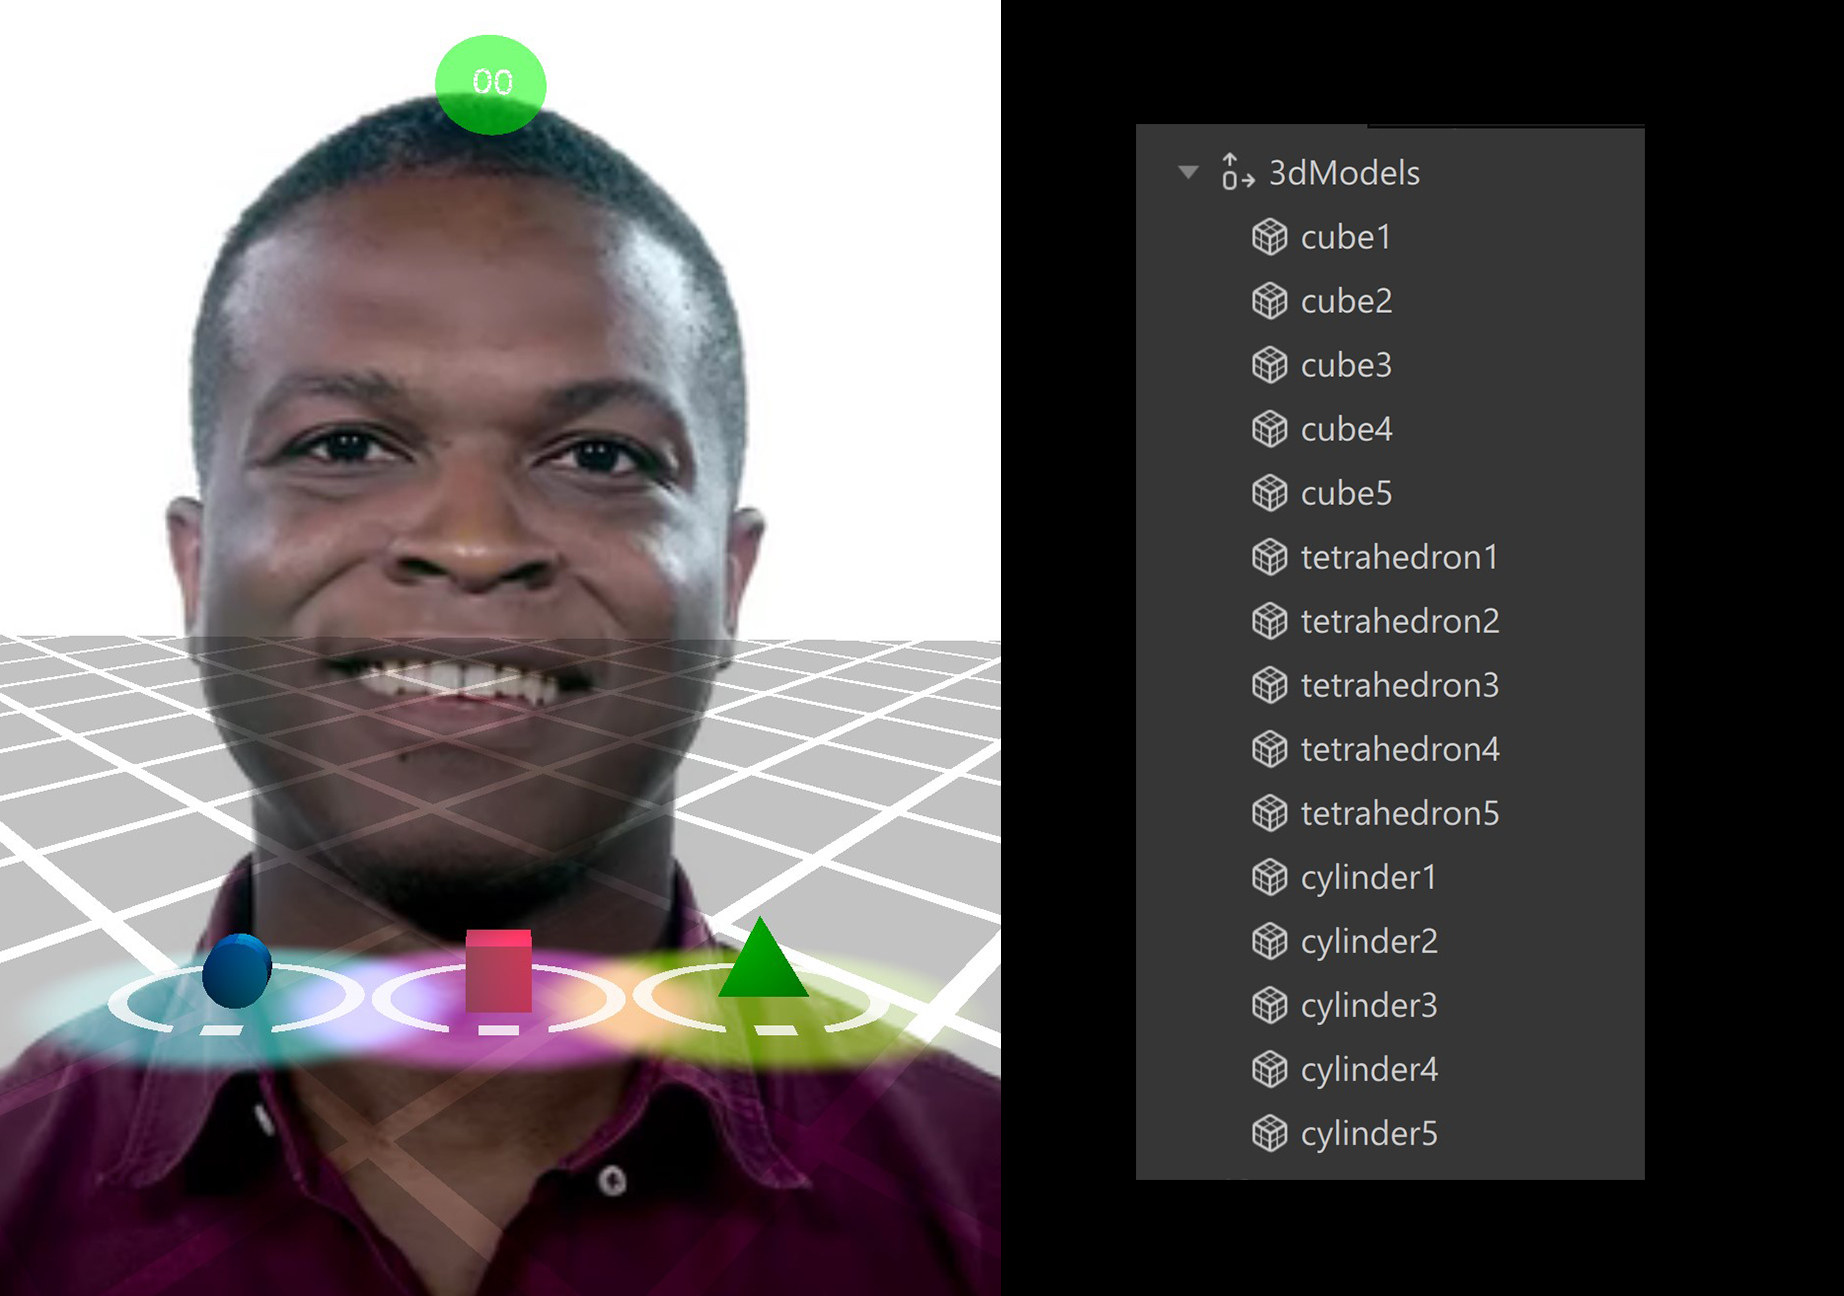 00
3dModels
cube1
cube2
cube3
cube4
cube5
tetrahedron1
tetrahedron2
tetrahedron3
tetrahedron4
tetrahedron5
cylinder1
cylinder2
cylinder3
cylinder4
cylinder5